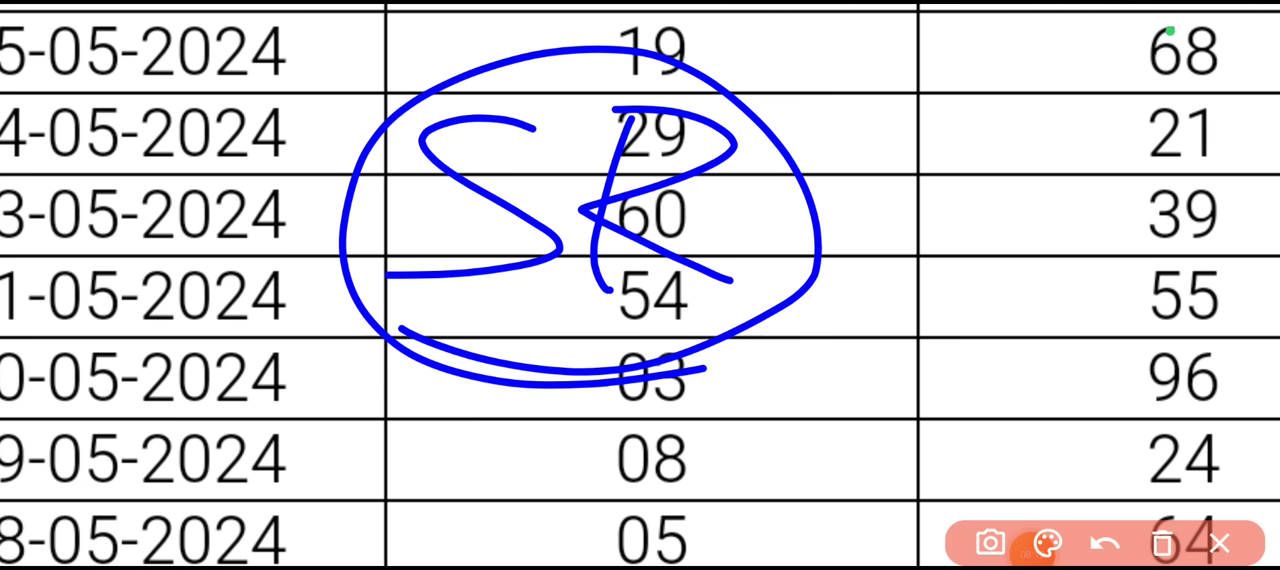 5-05-2024 19 68
4-05-2024 29 21
3-05-2024 60 39
1-05-2024 54 55
0-05-2024 03 96
9-05-2024 08 24
8-05-2024 05 64
SR